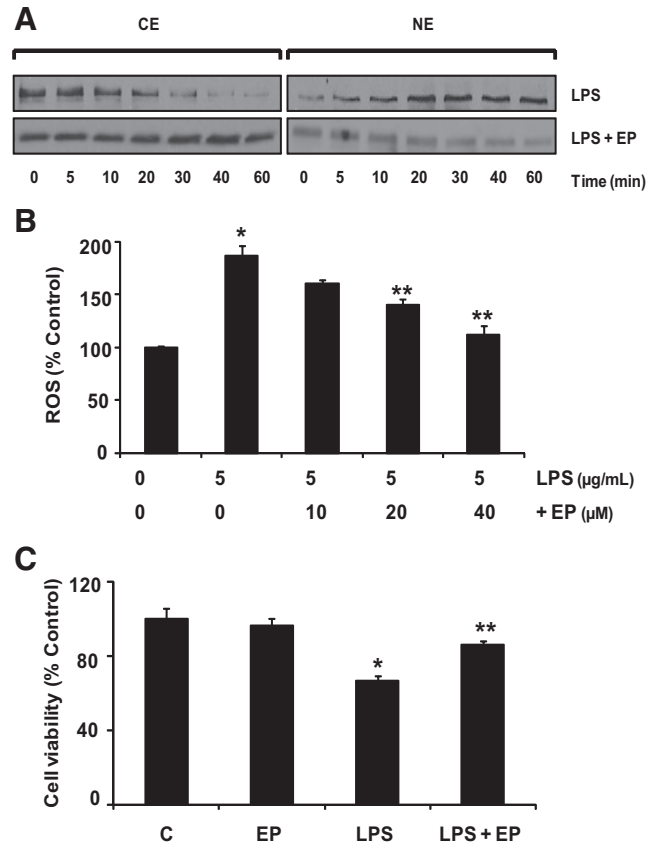 A
CE NE
LPS
LPS + EP
0 5 10 20 30 40 60 0 5 10 20 30 40 60 Time (min)
B
ROS (% Control)
200
150
100
50
0
*
**
**
0 5 5 5 5 LPS (µg/mL)
0 0 10 20 40 + EP (µM)
C
Cell viability (% Control)
120
80
40
0
*
**
C EP LPS LPS + EP